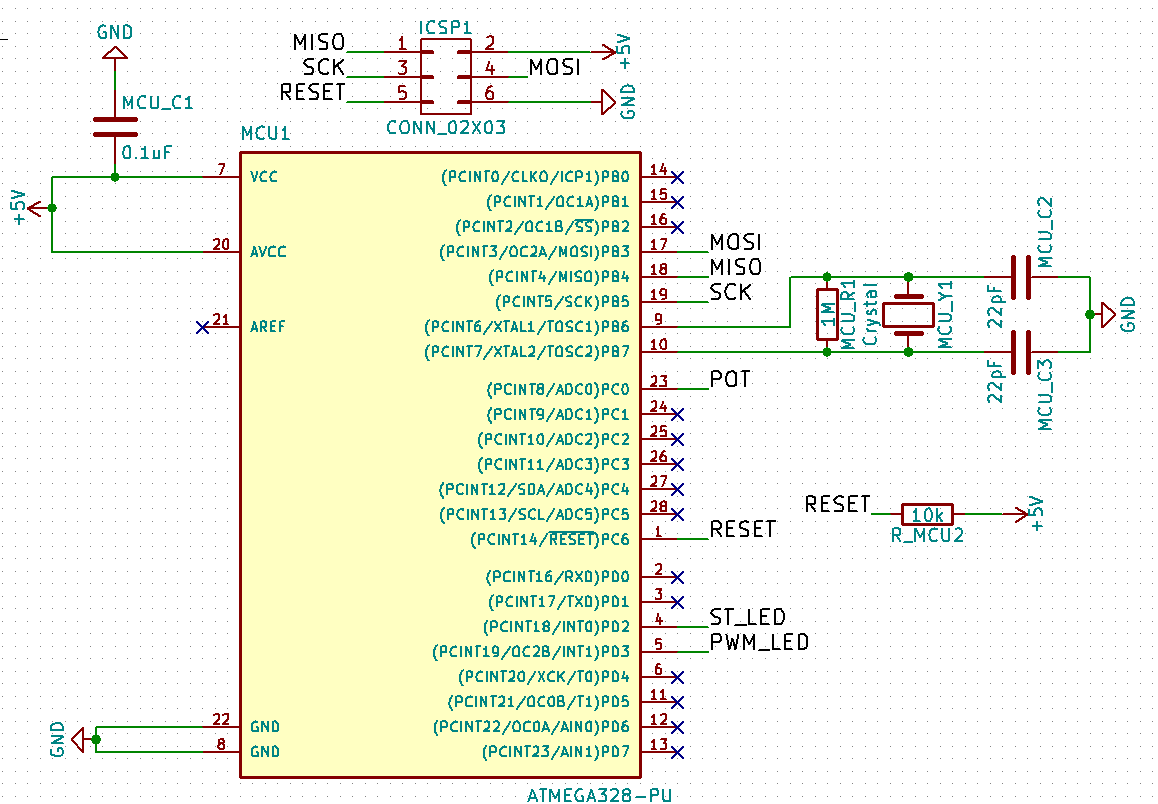 GND
ICSP1
MISO 1 2 +5V
SCK 3 4 MOSI
RESET 5 6 GND
CONN_02X03
MCU_C1
0.1uF
MCU1
+5V
7 VCC
20 AVCC
21 AREF
22 GND
8 GND
GND
(PCINT0/CLKO/ICP1)PB0 14
(PCINT1/OC1A)PB1 15
(PCINT2/OC1B/SS)PB2 16
(PCINT3/OC2A/MOSI)PB3 17 MOSI
(PCINT4/MISO)PB4 18 MISO
(PCINT5/SCK)PB5 19 SCK
(PCINT6/XTAL1/TOSC1)PB6 9
(PCINT7/XTAL2/TOSC2)PB7 10
(PCINT8/ADC0)PC0 23 POT
(PCINT9/ADC1)PC1 24
(PCINT10/ADC2)PC2 25
(PCINT11/ADC3)PC3 26
(PCINT12/SDA/ADC4)PC4 27
(PCINT13/SCL/ADC5)PC5 28
(PCINT14/RESET)PC6 1 RESET
(PCINT16/RXD)PD0 2
(PCINT17/TXD)PD1 3
(PCINT18/INT0)PD2 4 ST_LED
(PCINT19/OC2B/INT1)PD3 5 PWM_LED
(PCINT20/XCK/T0)PD4 6
(PCINT21/OC0B/T1)PD5 11
(PCINT22/OC0A/AIN0)PD6 12
(PCINT23/AIN1)PD7 13
ATMEGA328-PU
1M
MCU_R1
Crystal
MCU_Y1
22pF
MCU_C2
22pF
MCU_C3
GND
RESET 10k +5V
R_MCU2